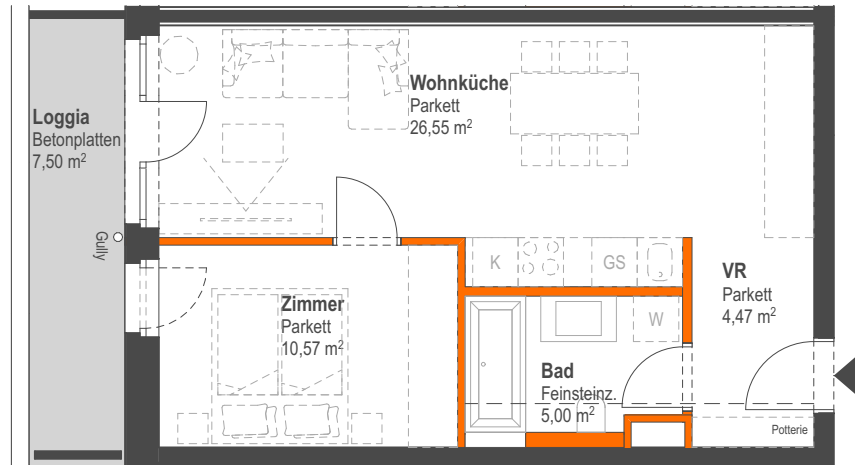 Loggia
Betonplatten
7,50 m²
Gully
Wohnküche
Parkett
26,55 m²
K
GS
VR
Parkett
4,47 m²
Zimmer
Parkett
10,57 m²
W
Bad
Feinsteinz.
5,00 m²
Potterie